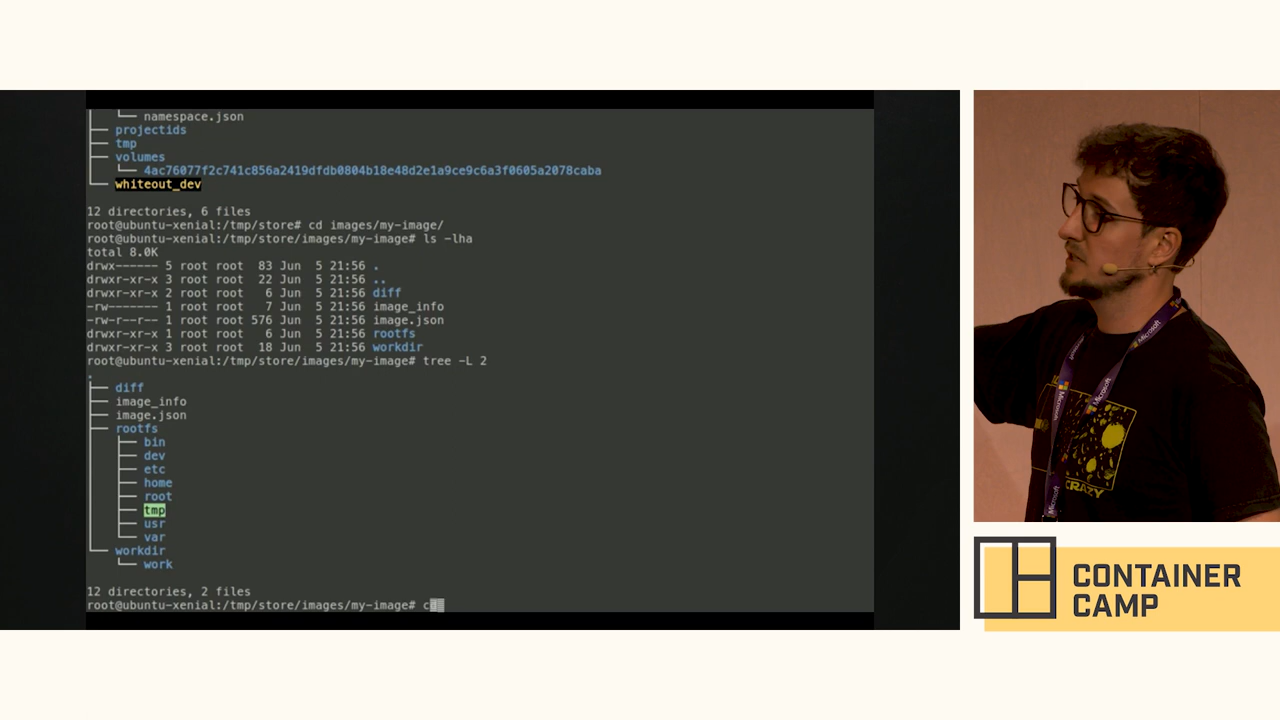 │   └── namespace.json
├── projectids
├── tmp
├── volumes
│   └── 4ac76077f2c741c856a2419dfdb0804b18e48d2e1a9ce9c6a3f0605a2078caba
└── whiteout_dev
12 directories, 6 files
root@ubuntu-xenial:/tmp/store# cd images/my-image/
root@ubuntu-xenial:/tmp/store/images/my-image# ls -lha
total 8.0K
drwx------ 5 root root  83 Jun  5 21:56 .
drwxr-xr-x 3 root root  22 Jun  5 21:56 ..
drwxr-xr-x 2 root root   6 Jun  5 21:56 diff
-rw------- 1 root root   7 Jun  5 21:56 image_info
-rw-r--r-- 1 root root 576 Jun  5 21:56 image.json
drwxr-xr-x 1 root root   6 Jun  5 21:56 rootfs
drwxr-xr-x 3 root root  18 Jun  5 21:56 workdir
root@ubuntu-xenial:/tmp/store/images/my-image# tree -L 2
.
├── diff
├── image_info
├── image.json
├── rootfs
│   ├── bin
│   ├── dev
│   ├── etc
│   ├── home
│   ├── root
│   ├── tmp
│   ├── usr
│   └── var
└── workdir
    └── work
12 directories, 2 files
root@ubuntu-xenial:/tmp/store/images/my-image# c
Microsoft
Microsoft
Microsoft
Microsoft
CRAZY
CONTAINER
CAMP